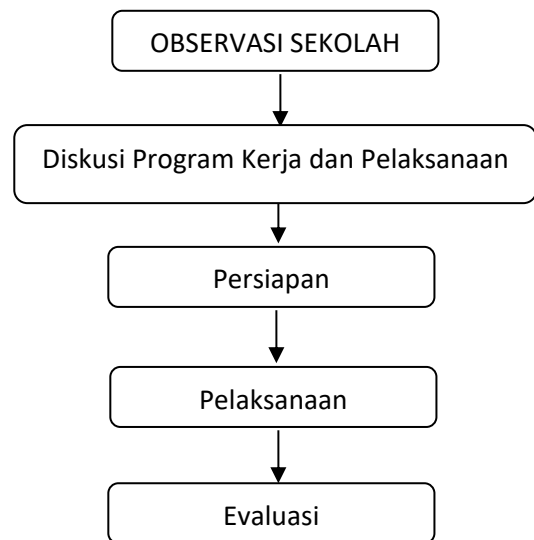 OBSERVASI SEKOLAH
Diskusi Program Kerja dan Pelaksanaan
Persiapan
Pelaksanaan
Evaluasi